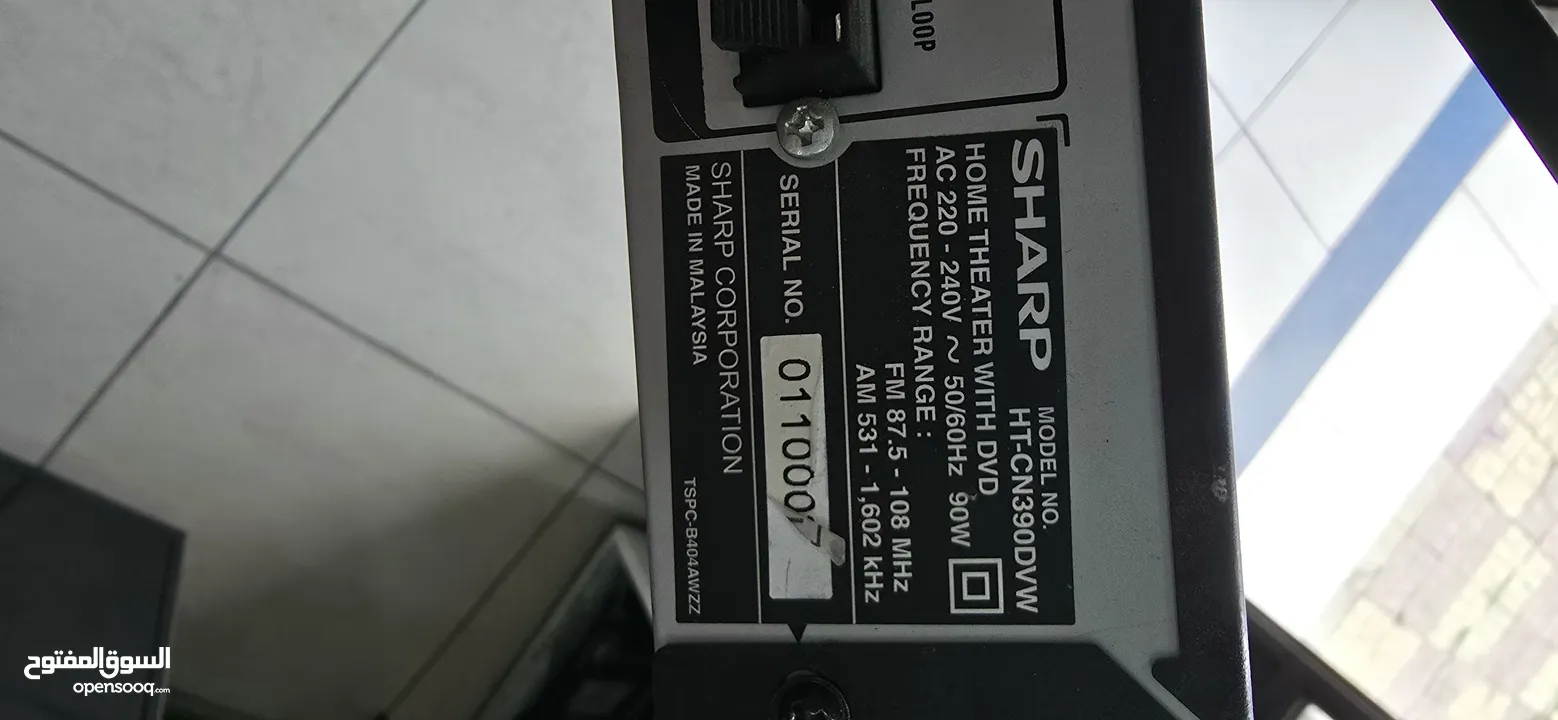 LOOP
SHARP MODEL NO.
HT-CN390DVW
HOME THEATER WITH DVD
AC 220 - 240V ~ 50/60Hz 90W
FREQUENCY RANGE :
FM 87.5 - 108 MHz
AM 531 - 1,602 kHz
SERIAL NO. 0110007
SHARP CORPORATION
MADE IN MALAYSIA TSPC-B404AWZZ
السوق المفتوح
opensooq.com